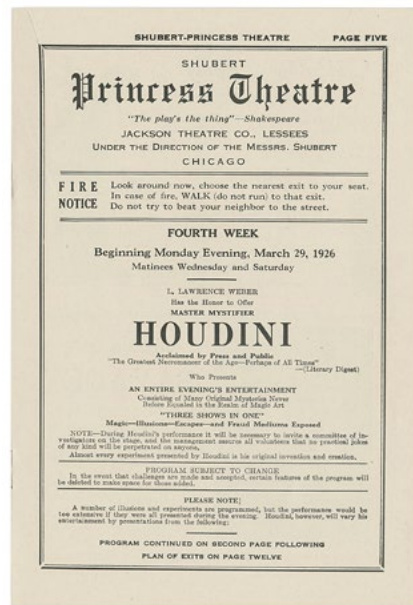 SHUBERT-PRINCESS THEATRE PAGE FIVE
SHUBERT
Princess Theatre
"The play's the thing"—Shakespeare
JACKSON THEATRE CO., LESSEES
UNDER THE DIRECTION OF THE MESSRS. SHUBERT
CHICAGO
FIRE NOTICE
Look around now, choose the nearest exit to your seat.
In case of fire, WALK (do not run) to that exit.
Do not try to beat your neighbor to the street.
FOURTH WEEK
Beginning Monday Evening, March 29, 1926
Matinees Wednesday and Saturday
L. LAWRENCE WEBER
Has the Honor to Offer
MASTER MYSTIFIER
HOUDINI
Acclaimed by Press and Public
"The Greatest Necromancer of the Age—Perhaps of All Times"
—(Literary Digest)
Who Presents
AN ENTIRE EVENING'S ENTERTAINMENT
Consisting of Many Original Mysteries Never
Before Equaled in the Realm of Magic Art
"THREE SHOWS IN ONE"
Magic—Illusions—Escapes—and Fraud Mediums Exposed
NOTE—During Houdini's performance it will be necessary to invite a committee of in-
vestigators on the stage, and the management assures all volunteers that no practical jokes
of any kind will be perpetrated on anyone.
Almost every experiment presented by Houdini is his original invention and creation.
PROGRAM SUBJECT TO CHANGE
In the event that challenges are made and accepted, certain features of the program will
be deleted to make space for those added.
PLEASE NOTE:
A number of illusions and experiments are programmed, but the performance would be
too extensive if they were all presented during the evening. Houdini, however, will vary his
entertainment by presentations from the following:
PROGRAM CONTINUED ON SECOND PAGE FOLLOWING
PLAN OF EXITS ON PAGE TWELVE